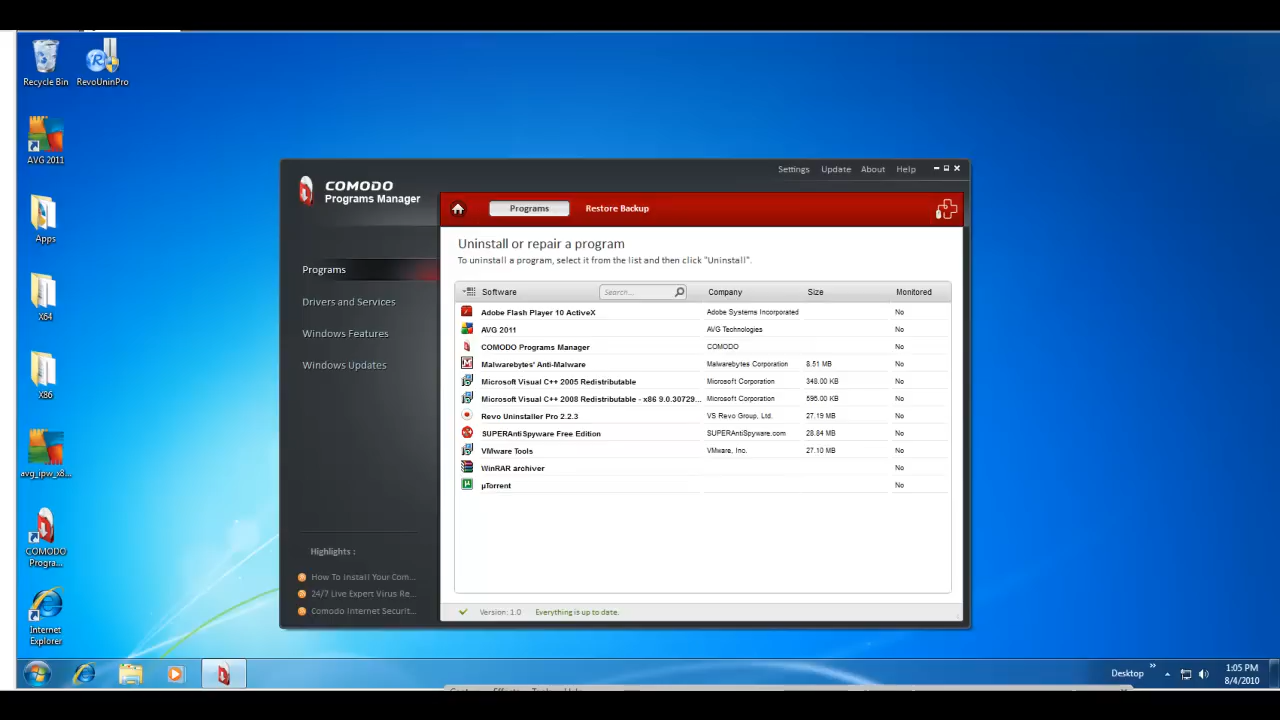 Recycle Bin
RevoUninPro
AVG 2011
Apps
X64
X86
avg_ipw_x8...
COMODO
Progra...
Internet
Explorer
COMODO
Programs Manager
Settings Update About Help
Programs Restore Backup
Programs
Drivers and Services
Windows Features
Windows Updates
Highlights :
How To Install Your Com...
24/7 Live Expert Virus Re...
Comodo Internet Securit...
Uninstall or repair a program
To uninstall a program, select it from the list and then click "Uninstall".
Software Search... Company Size Monitored
Adobe Flash Player 10 ActiveX Adobe Systems Incorporated No
AVG 2011 AVG Technologies No
COMODO Programs Manager COMODO No
Malwarebytes' Anti-Malware Malwarebytes Corporation 8.51 MB No
Microsoft Visual C++ 2005 Redistributable Microsoft Corporation 348.00 KB No
Microsoft Visual C++ 2008 Redistributable - x86 9.0.30729... Microsoft Corporation 596.00 KB No
Revo Uninstaller Pro 2.2.3 VS Revo Group, Ltd. 27.19 MB No
SUPERAntiSpyware Free Edition SUPERAntiSpyware.com 28.84 MB No
VMware Tools VMware, Inc. 27.10 MB No
WinRAR archiver No
µTorrent No
Version: 1.0 Everything is up to date.
Desktop
1:05 PM
8/4/2010